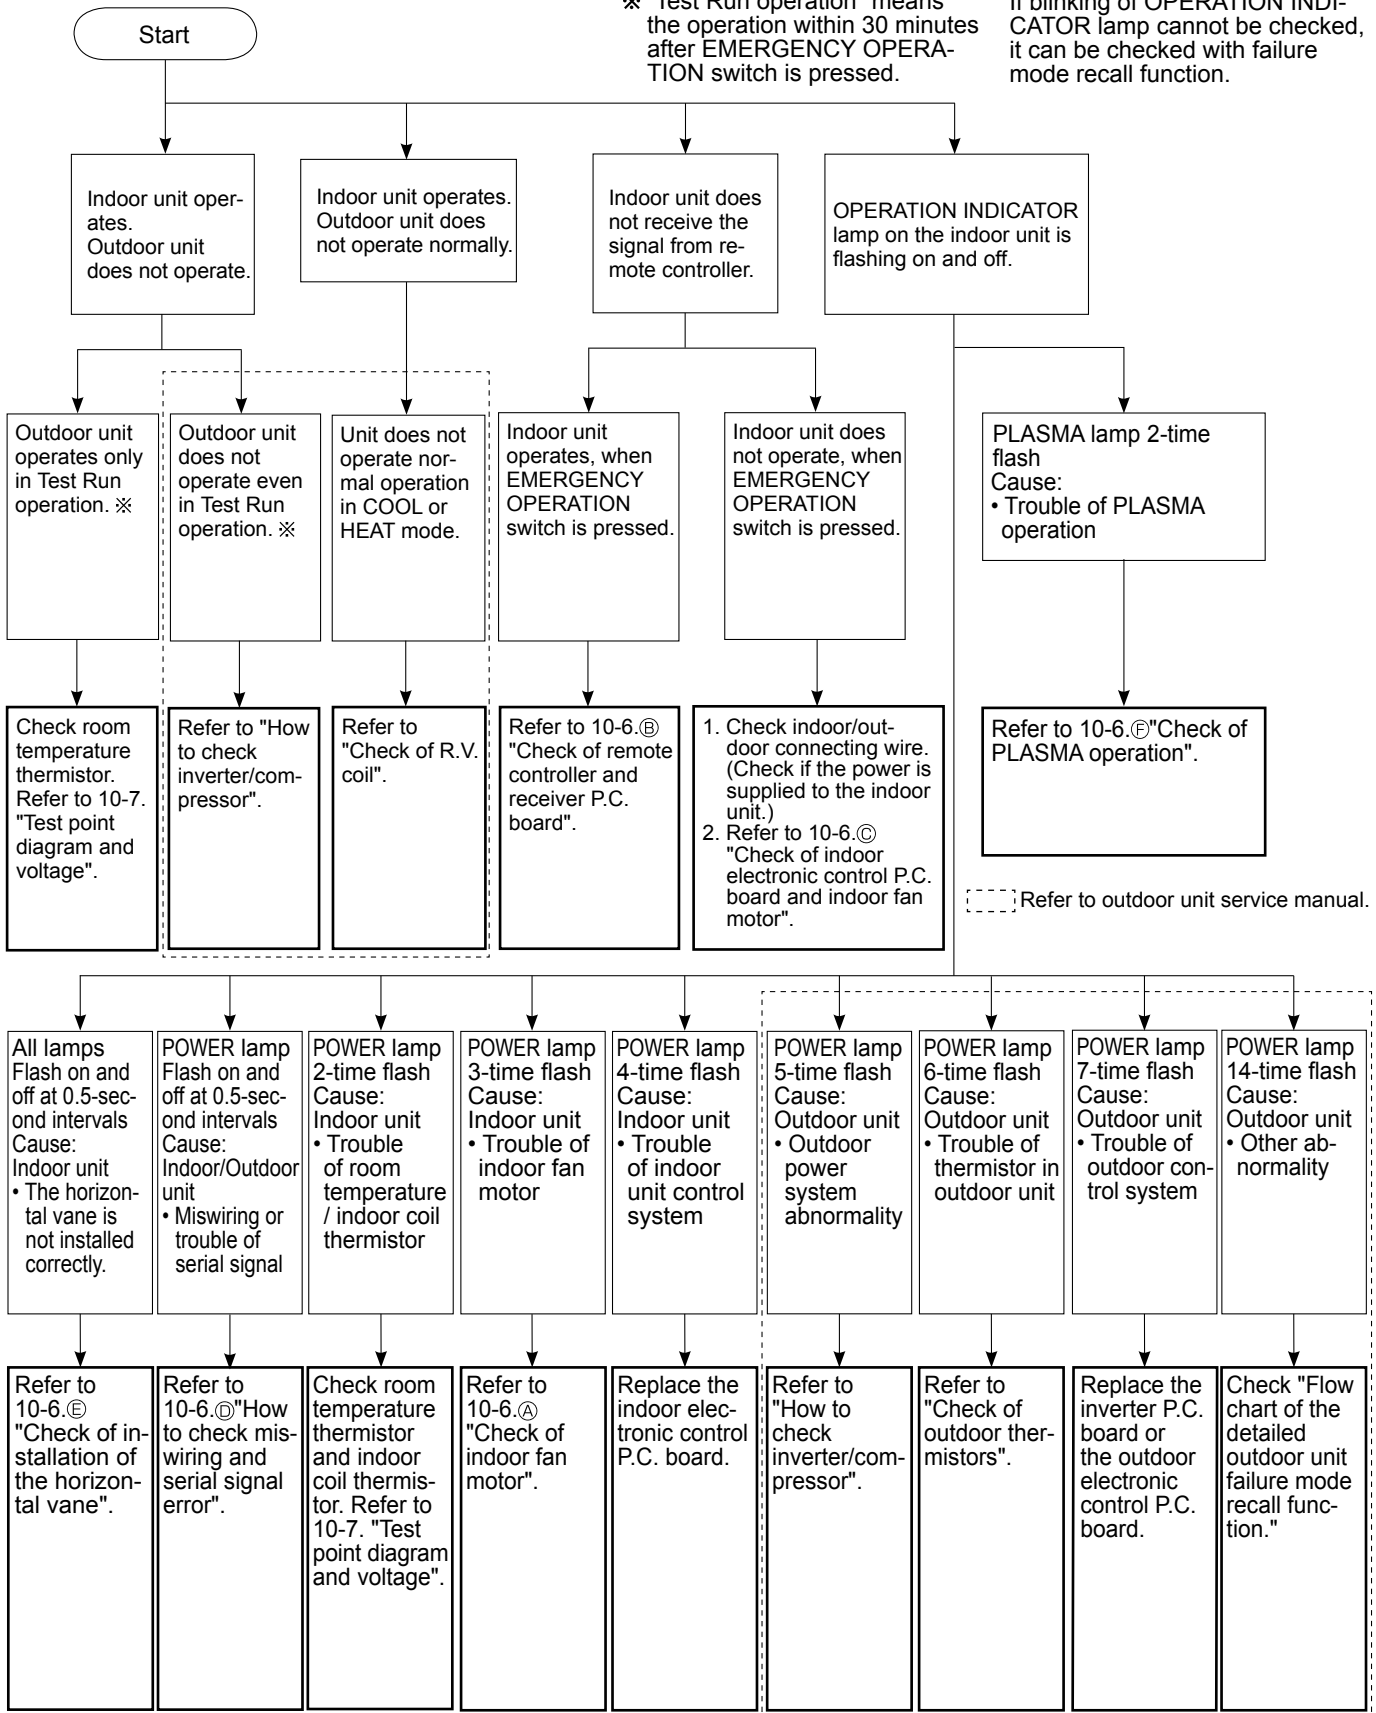 Start
※ "Test Run operation" means
the operation within 30 minutes
after EMERGENCY OPERA-
TION switch is pressed.
If blinking of OPERATION INDI-
CATOR lamp cannot be checked,
it can be checked with failure
mode recall function.
Indoor unit oper-
ates.
Outdoor unit
does not operate.
Indoor unit operates.
Outdoor unit does
not operate normally.
Indoor unit does
not receive the
signal from re-
mote controller.
OPERATION INDICATOR
lamp on the indoor unit is
flashing on and off.
Outdoor unit
operates only
in Test Run
operation. ※
Outdoor unit
does not
operate even
in Test Run
operation. ※
Unit does not
operate nor-
mal operation
in COOL or
HEAT mode.
Indoor unit
operates, when
EMERGENCY
OPERATION
switch is pressed.
Indoor unit does
not operate, when
EMERGENCY
OPERATION
switch is pressed.
PLASMA lamp 2-time
flash
Cause:
• Trouble of PLASMA
operation
Check room
temperature
thermistor.
Refer to 10-7.
"Test point
diagram and
voltage".
Refer to "How
to check
inverter/com-
pressor".
Refer to
"Check of R.V.
coil".
Refer to 10-6.Ⓑ
"Check of remote
controller and
receiver P.C.
board".
1. Check indoor/out-
door connecting wire.
(Check if the power is
supplied to the indoor
unit.)
2. Refer to 10-6.Ⓒ
"Check of indoor
electronic control P.C.
board and indoor fan
motor".
Refer to 10-6.Ⓕ"Check of
PLASMA operation".
Refer to outdoor unit service manual.
All lamps
Flash on and
off at 0.5-sec-
ond intervals
Cause:
Indoor unit
• The horizon-
tal vane is
not installed
correctly.
POWER lamp
Flash on and
off at 0.5-sec-
ond intervals
Cause:
Indoor/Outdoor
unit
• Miswiring or
trouble of
serial signal
POWER lamp
2-time flash
Cause:
Indoor unit
• Trouble
of room
temperature
/ indoor coil
thermistor
POWER lamp
3-time flash
Cause:
Indoor unit
• Trouble of
indoor fan
motor
POWER lamp
4-time flash
Cause:
Indoor unit
• Trouble
of indoor
unit control
system
POWER lamp
5-time flash
Cause:
Outdoor unit
• Outdoor
power
system
abnormality
POWER lamp
6-time flash
Cause:
Outdoor unit
• Trouble of
thermistor in
outdoor unit
POWER lamp
7-time flash
Cause:
Outdoor unit
• Trouble of
outdoor con-
trol system
POWER lamp
14-time flash
Cause:
Outdoor unit
• Other ab-
normality
Refer to
10-6.Ⓔ
"Check of in-
stallation of
the horizon-
tal vane".
Refer to
10-6.Ⓓ"How
to check mis-
wiring and
serial signal
error".
Check room
temperature
thermistor
and indoor
coil thermis-
tor. Refer to
10-7. "Test
point diagram
and voltage".
Refer to
10-6.Ⓐ
"Check of
indoor fan
motor".
Replace the
indoor elec-
tronic control
P.C. board.
Refer to
"How to
check
inverter/com-
pressor".
Refer to
"Check of
outdoor ther-
mistors".
Replace the
inverter P.C.
board or
the outdoor
electronic
control P.C.
board.
Check "Flow
chart of the
detailed
outdoor unit
failure mode
recall func-
tion."